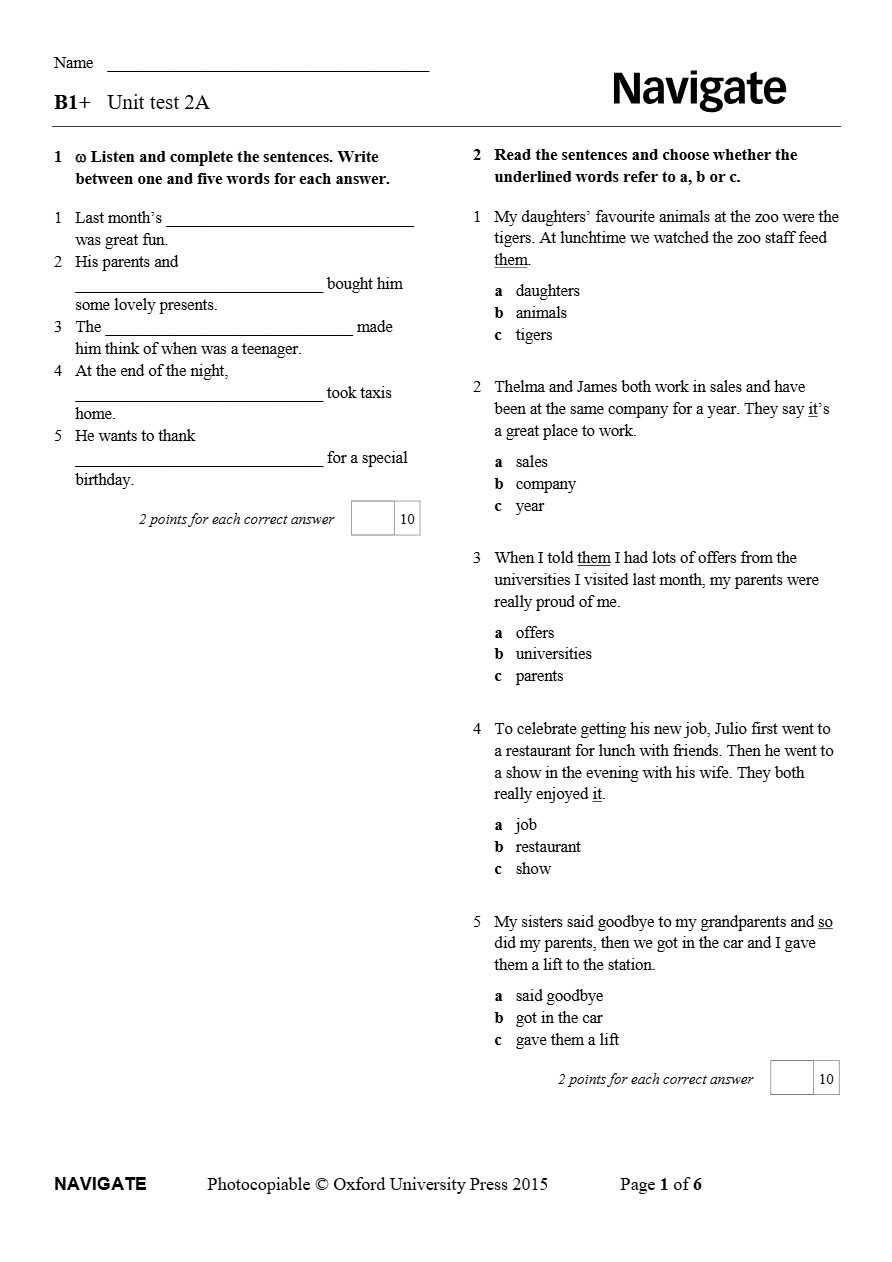 Name ____________________
Navigate
B1+ Unit test 2A
1 ω Listen and complete the sentences. Write
between one and five words for each answer.
1 Last month’s ____________________
was great fun.
2 His parents and
____________________ bought him
some lovely presents.
3 The ____________________ made
him think of when was a teenager.
4 At the end of the night,
____________________ took taxis
home.
5 He wants to thank
____________________ for a special
birthday.
2 points for each correct answer 10
2 Read the sentences and choose whether the
underlined words refer to a, b or c.
1 My daughters’ favourite animals at the zoo were the
tigers. At lunchtime we watched the zoo staff feed
them.
a daughters
b animals
c tigers
2 Thelma and James both work in sales and have
been at the same company for a year. They say it’s
a great place to work.
a sales
b company
c year
3 When I told them I had lots of offers from the
universities I visited last month, my parents were
really proud of me.
a offers
b universities
c parents
4 To celebrate getting his new job, Julio first went to
a restaurant for lunch with friends. Then he went to
a show in the evening with his wife. They both
really enjoyed it.
a job
b restaurant
c show
5 My sisters said goodbye to my grandparents and so
did my parents, then we got in the car and I gave
them a lift to the station.
a said goodbye
b got in the car
c gave them a lift
2 points for each correct answer 10
NAVIGATE Photocopiable © Oxford University Press 2015 Page 1 of 6